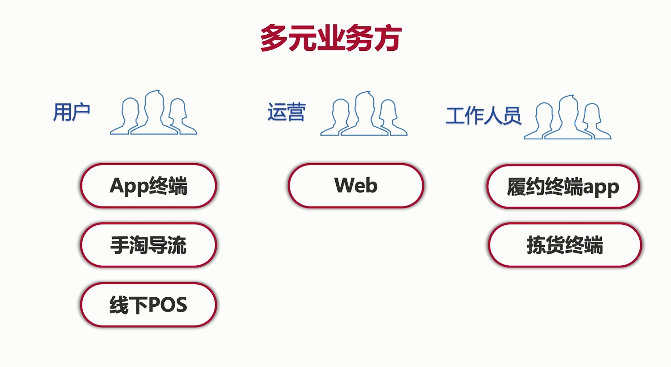 多元业务方
用户
运营
工作人员
App终端
Web
履约终端app
手淘导流
拣货终端
线下POS